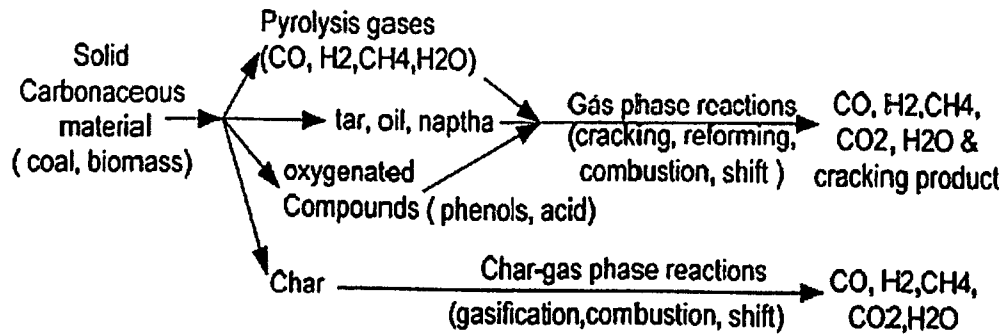 Pyrolysis gases
(CO, H2,CH4,H2O)
Solid
Carbonaceous
material
( coal, biomass)
tar, oil, naptha
oxygenated
Compounds ( phenols, acid)
Gas phase reactions
(cracking, reforming,
combustion, shift )
CO, H2,CH4,
CO2, H2O &
cracking product
Char
Char-gas phase reactions
(gasification,combustion, shift)
CO, H2,CH4,
CO2,H2O